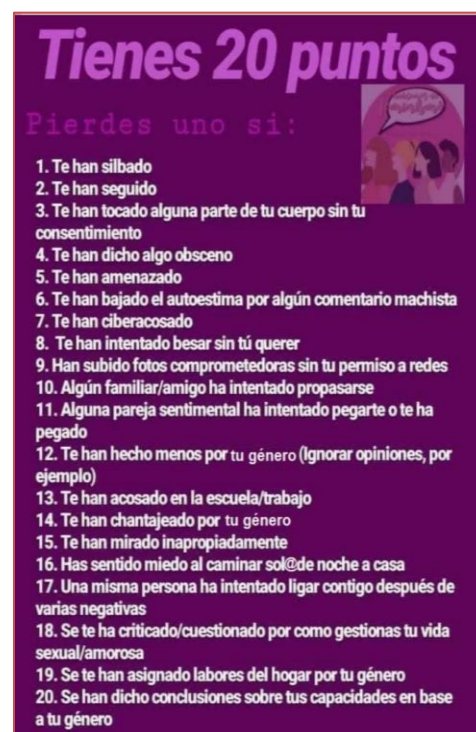 Tienes 20 puntos
Pierdes uno si:
1. Te han silbado
2. Te han seguido
3. Te han tocado alguna parte de tu cuerpo sin tu
consentimiento
4. Te han dicho algo obsceno
5. Te han amenazado
6. Te han bajado el autoestima por algún comentario machista
7. Te han ciberacosado
8. Te han intentado besar sin tú querer
9. Han subido fotos comprometedoras sin tu permiso a redes
10. Algún familiar/amigo ha intentado propasarse
11. Alguna pareja sentimental ha intentado pegarte o te ha
pegado
12. Te han hecho menos por tu género (Ignorar opiniones, por
ejemplo)
13. Te han acosado en la escuela/trabajo
14. Te han chantajeado por tu género
15. Te han mirado inapropiadamente
16. Has sentido miedo al caminar sol@de noche a casa
17. Una misma persona ha intentado ligar contigo después de
varias negativas
18. Se te ha criticado/cuestionado por como gestionas tu vida
sexual/amorosa
19. Se te han asignado labores del hogar por tu género
20. Se han dicho conclusiones sobre tus capacidades en base
a tu género